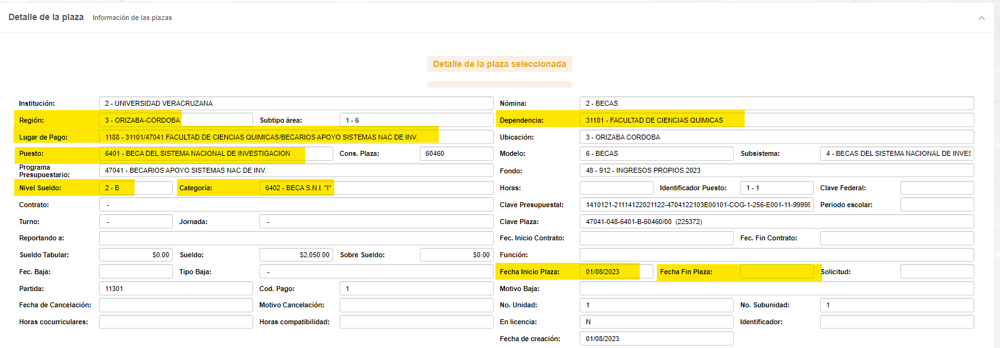 Detalle de la plaza Información de las plazas
Detalle de la plaza seleccionada
Institución: 2 - UNIVERSIDAD VERACRUZANA Nómina: 2 - BECAS
Región: 3 - ORIZABA-CÓRDOBA Subtipo área: 1 - 6 Dependencia: 31101 - FACULTAD DE CIENCIAS QUÍMICAS
Lugar de Pago: 1188 - 31101/47041 FACULTAD DE CIENCIAS QUIMICAS/BECARIOS APOYO SISTEMAS NAC DE INV. Ubicación: 3 - ORIZABA CORDOBA
Puesto: 6401 - BECA DEL SISTEMA NACIONAL DE INVESTIGACION Cons. Plaza: 60460 Modelo: 6 - BECAS Subsistema: 4 - BECAS DEL SISTEMA NACIONAL DE INVES
Programa
Presupuestario: 47041 - BECARIOS APOYO SISTEMAS NAC DE INV. Fondo: 48 - 912 - INGRESOS PROPIOS 2023
Nivel Sueldo: 2 - B Categoría: 6402 - BECA S.N.I. "I" Horas: Identificador Puesto: 1 - 1 Clave Federal:
Contrato: - Clave Presupuestal: 1410121-21114122021122-4704122103E00101-COG-1-256-E001-11-99999 Periodo escolar:
Turno: - Jornada: - Clave Plaza: 47041-048-6401-B-60460/00 (225372)
Reportando a: Fec. Inicio Contrato: Fec. Fin Contrato:
Sueldo Tabular: $0.00 Sueldo: $2,050.00 Sobre Sueldo: $0.00 Función:
Fec. Baja: Tipo Baja: - Fecha Inicio Plaza: 01/08/2023 Fecha Fin Plaza: Solicitud:
Partida: 11301 Cod. Pago: 1 Motivo Baja:
Fecha de Cancelación: Motivo Cancelación: No. Unidad: 1 No. Subunidad: 1
Horas cocurriculares: Horas compatibilidad: En licencia: N Identificador:
Fecha de creación: 01/08/2023